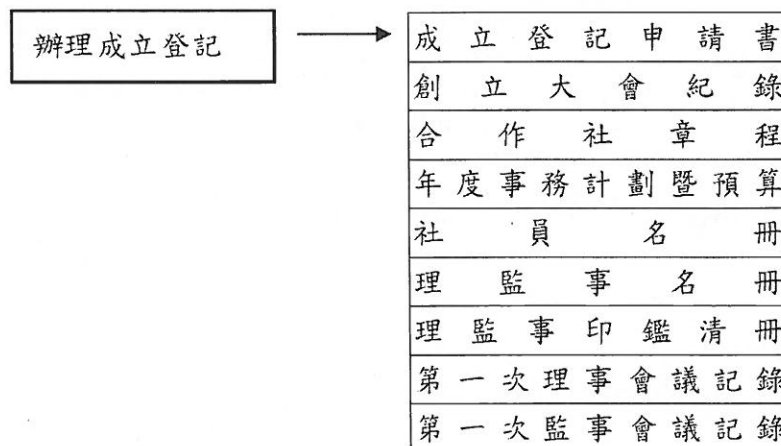 辦理成立登記
成立登記申請書
創立大會紀錄
合作社章程
年度事務計劃暨預算
社員名冊
理監事名冊
理監事印鑑清冊
第一次理事會議記錄
第一次監事會議記錄